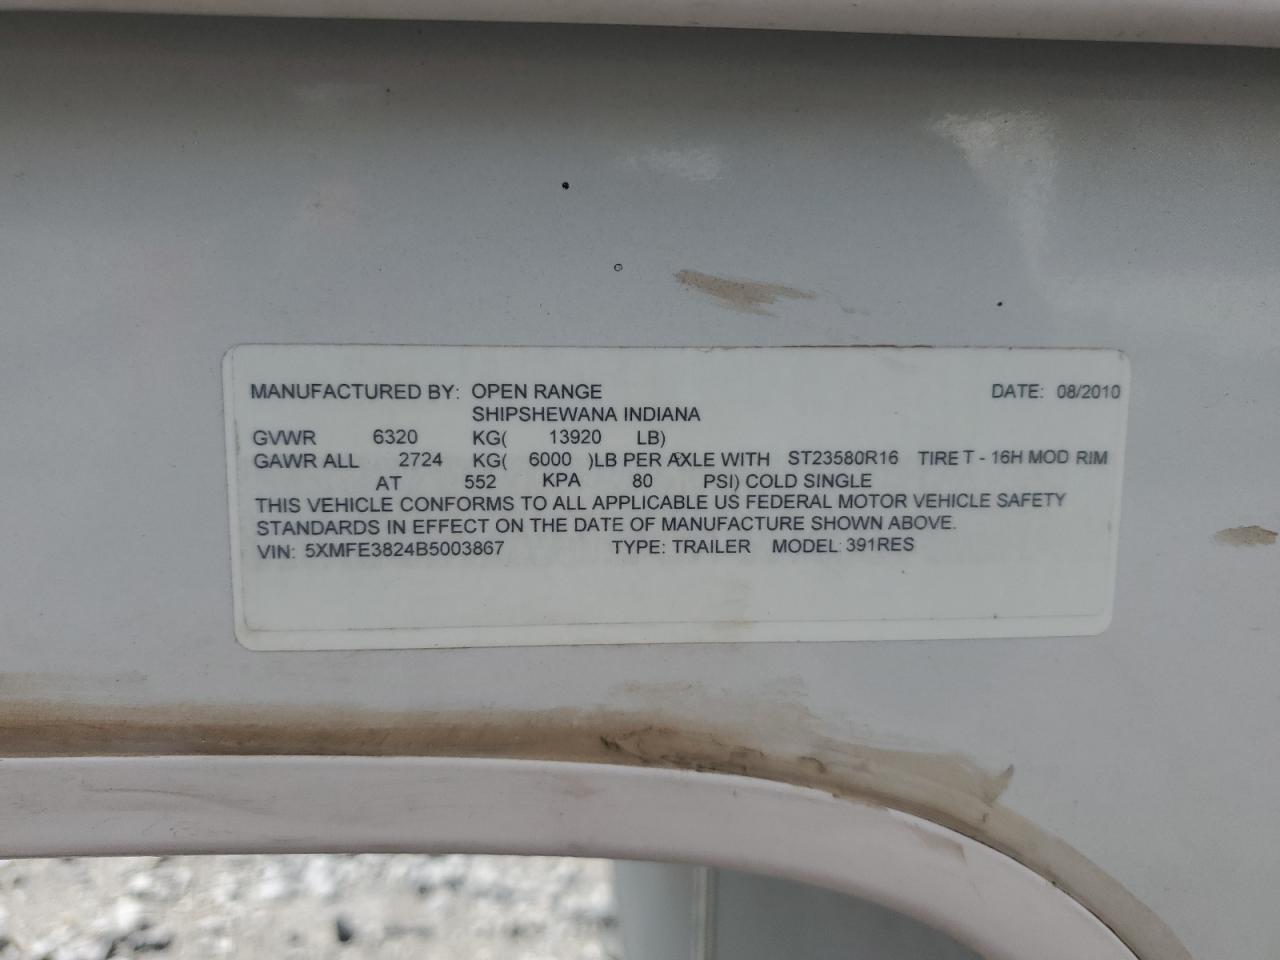 MANUFACTURED BY: OPEN RANGE DATE: 08/2010
SHIPSHEWANA INDIANA
GVWR 6320 KG( 13920 LB)
GAWR ALL 2724 KG( 6000 )LB PER AXLE WITH ST23580R16 TIRE T - 16H MOD RIM
AT 552 KPA 80 PSI) COLD SINGLE
THIS VEHICLE CONFORMS TO ALL APPLICABLE US FEDERAL MOTOR VEHICLE SAFETY
STANDARDS IN EFFECT ON THE DATE OF MANUFACTURE SHOWN ABOVE.
VIN: 5XMFE3824B5003867 TYPE: TRAILER MODEL: 391RES